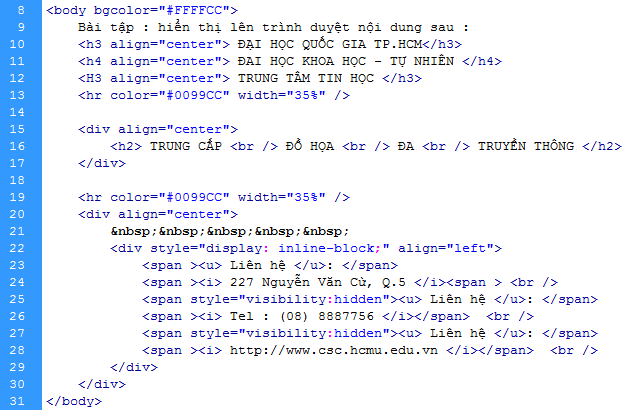 8 <body bgcolor="#FFFFCC">
9 Bài tập : hiển thị lên trình duyệt nội dung sau :
10 <h3 align="center"> ĐẠI HỌC QUỐC GIA TP.HCM</h3>
11 <h4 align="center"> ĐAI HỌC KHOA HỌC - TỰ NHIÊN </h4>
12 <H3 align="center"> TRUNG TÂM TIN HỌC </h3>
13 <hr color="#0099CC" width="35%" />
14
15 <div align="center">
16 <h2> TRUNG CẤP <br /> ĐỒ HỌA <br /> ĐA <br /> TRUYỀN THÔNG </h2>
17 </div>
18
19 <hr color="#0099CC" width="35%" />
20 <div align="center">
21 &nbsp;&nbsp;&nbsp;&nbsp;&nbsp;
22 <div style="display: inline-block;" align="left">
23 <span ><u> Liên hệ </u>: </span>
24 <span ><i> 227 Nguyễn Văn Cừ, Q.5 </i><span > <br />
25 <span style="visibility:hidden"><u> Liên hệ </u>: </span>
26 <span ><i> Tel : (08) 8887756 </i></span> <br />
27 <span style="visibility:hidden"><u> Liên hệ </u>: </span>
28 <span ><i> http://www.csc.hcmu.edu.vn </i></span> <br />
29 </div>
30 </div>
31 </body>